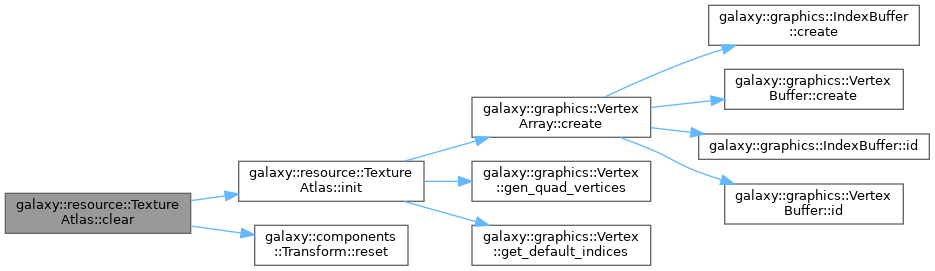 galaxy::resource::Texture
Atlas::clear
galaxy::resource::Texture
Atlas::init
galaxy::components
::Transform::reset
galaxy::graphics::Vertex
Array::create
galaxy::graphics::Vertex
::gen_quad_vertices
galaxy::graphics::Vertex
::get_default_indices
galaxy::graphics::IndexBuffer
::create
galaxy::graphics::Vertex
Buffer::create
galaxy::graphics::IndexBuffer::id
galaxy::graphics::Vertex
Buffer::id